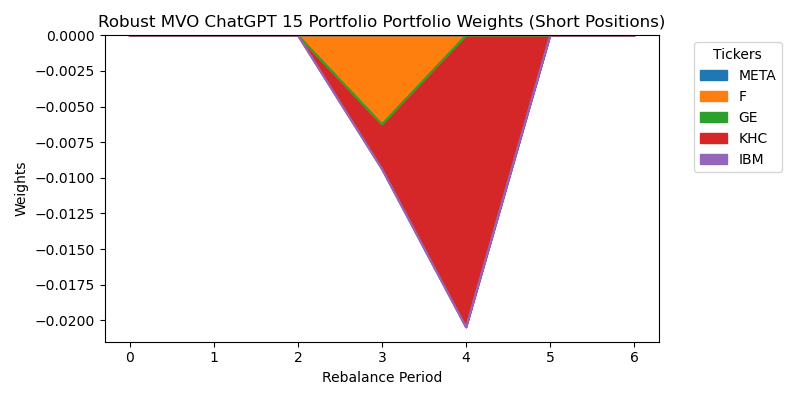 Robust MVO ChatGPT 15 Portfolio Portfolio Weights (Short Positions)
0.0000
−0.0025
−0.0050
−0.0075
−0.0100
−0.0125
−0.0150
−0.0175
−0.0200
Weights
0 1 2 3 4 5 6
Rebalance Period
Tickers
META
F
GE
KHC
IBM